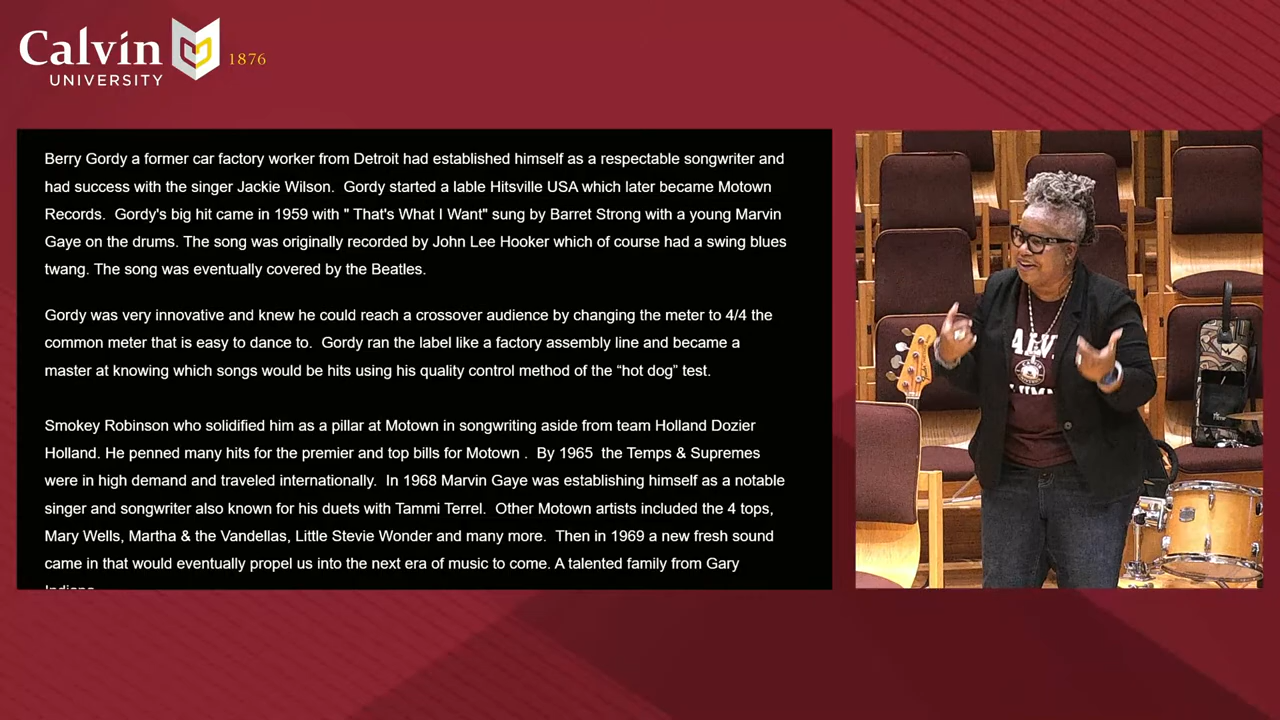 Calvin
UNIVERSITY
1876
Berry Gordy a former car factory worker from Detroit had established himself as a respectable songwriter and
had success with the singer Jackie Wilson.  Gordy started a lable Hitsville USA which later became Motown
Records.  Gordy's big hit came in 1959 with " That's What I Want" sung by Barret Strong with a young Marvin
Gaye on the drums. The song was originally recorded by John Lee Hooker which of course had a swing blues
twang. The song was eventually covered by the Beatles.
Gordy was very innovative and knew he could reach a crossover audience by changing the meter to 4/4 the
common meter that is easy to dance to.  Gordy ran the label like a factory assembly line and became a
master at knowing which songs would be hits using his quality control method of the “hot dog” test.
Smokey Robinson who solidified him as a pillar at Motown in songwriting aside from team Holland Dozier
Holland. He penned many hits for the premier and top bills for Motown .  By 1965  the Temps & Supremes
were in high demand and traveled internationally.  In 1968 Marvin Gaye was establishing himself as a notable
singer and songwriter also known for his duets with Tammi Terrel.  Other Motown artists included the 4 tops,
Mary Wells, Martha & the Vandellas, Little Stevie Wonder and many more.  Then in 1969 a new fresh sound
came in that would eventually propel us into the next era of music to come. A talented family from Gary
Indiana